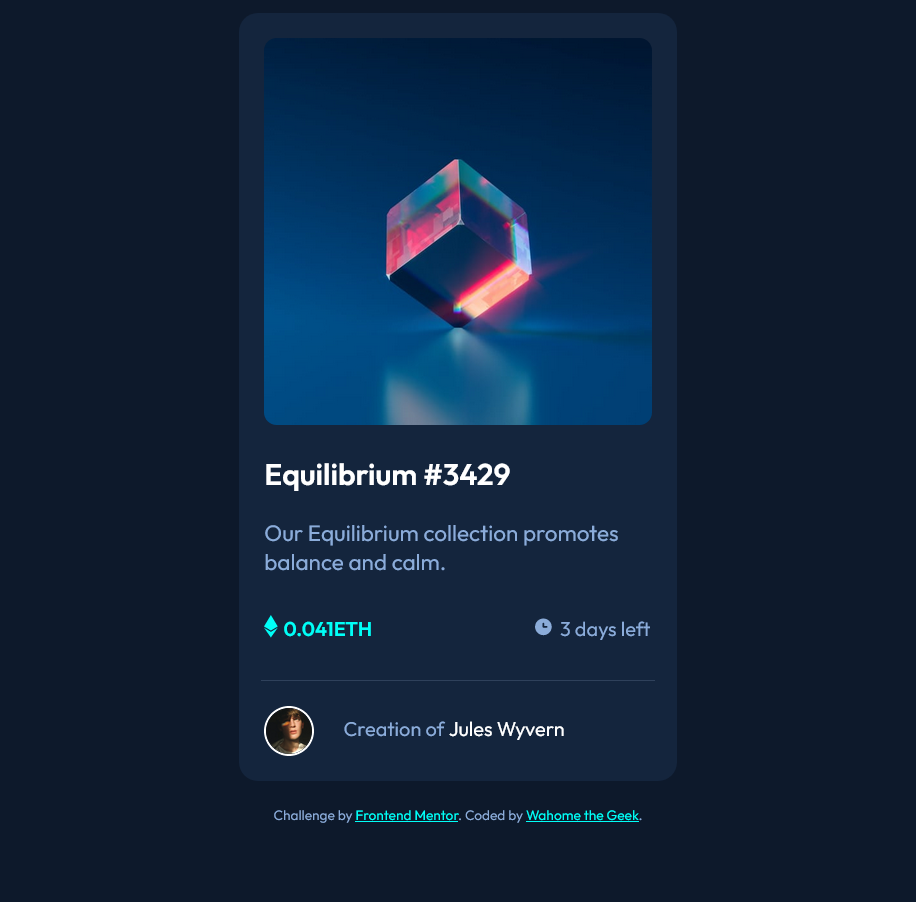 Equilibrium #3429
Our Equilibrium collection promotes
balance and calm.
0.041ETH
3 days left
Creation of Jules Wyvern
Challenge by Frontend Mentor. Coded by Wahome the Geek.